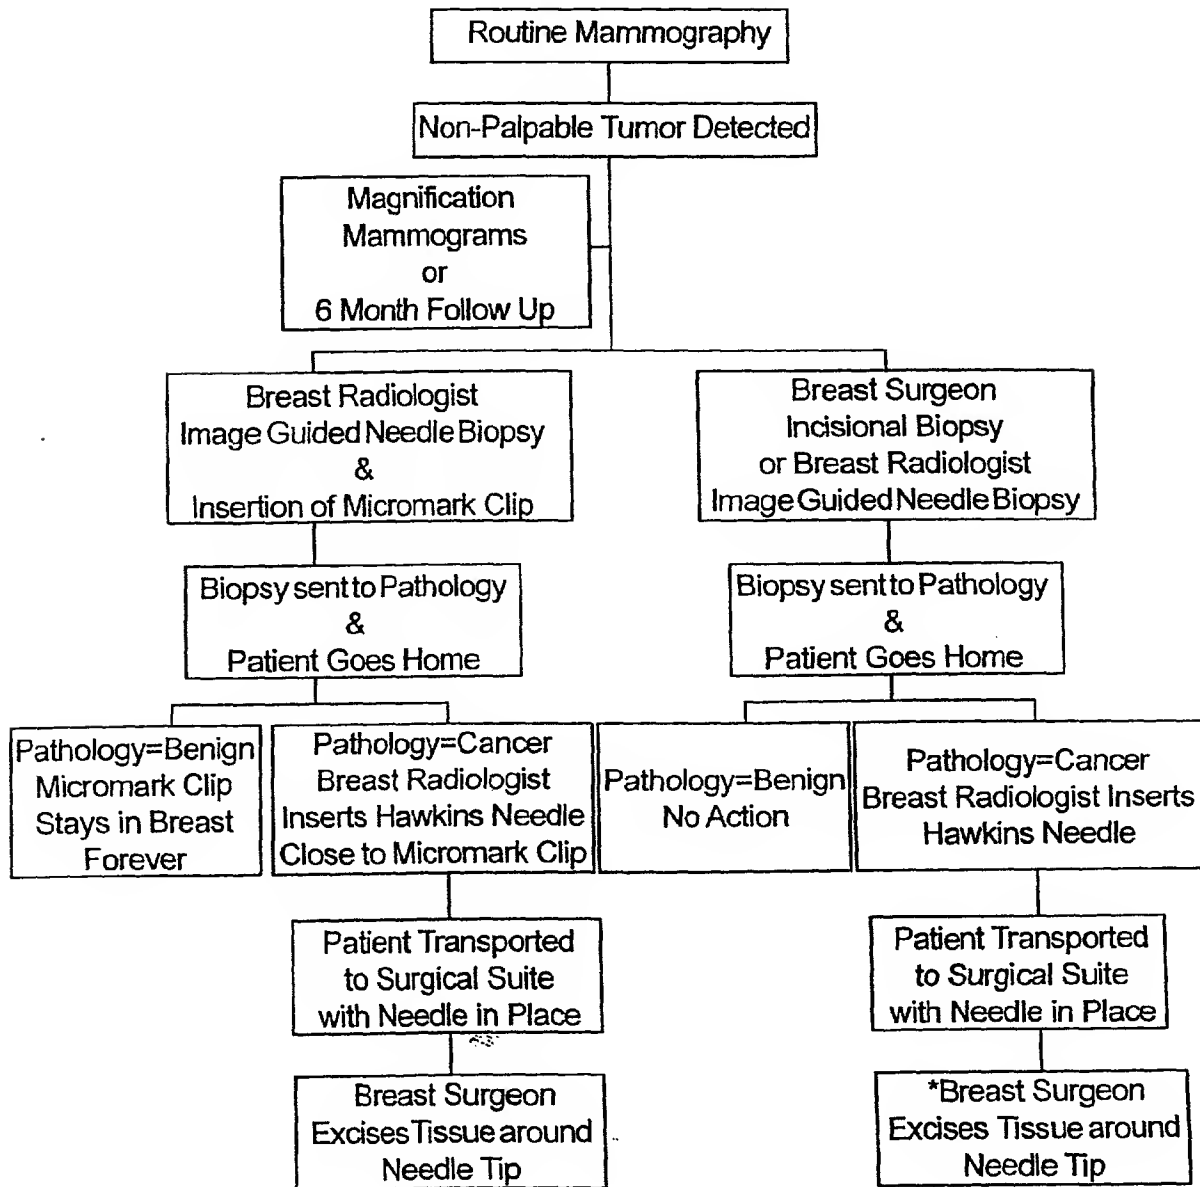 Routine Mammography
Non-Palpable Tumor Detected
Magnification
Mammograms
or
6 Month Follow Up
Breast Radiologist
Image Guided Needle Biopsy
&
Insertion of Micromark Clip
Breast Surgeon
Incisional Biopsy
or Breast Radiologist
Image Guided Needle Biopsy
Biopsy sent to Pathology
&
Patient Goes Home
Biopsy sent to Pathology
&
Patient Goes Home
Pathology=Benign
Micromark Clip
Stays in Breast
Forever
Pathology=Cancer
Breast Radiologist
Inserts Hawkins Needle
Close to Micromark Clip
Pathology=Benign
No Action
Pathology=Cancer
Breast Radiologist Inserts
Hawkins Needle
Patient Transported
to Surgical Suite
with Needle in Place
Patient Transported
to Surgical Suite
with Needle in Place
Breast Surgeon
Excises Tissue around
Needle Tip
*Breast Surgeon
Excises Tissue around
Needle Tip